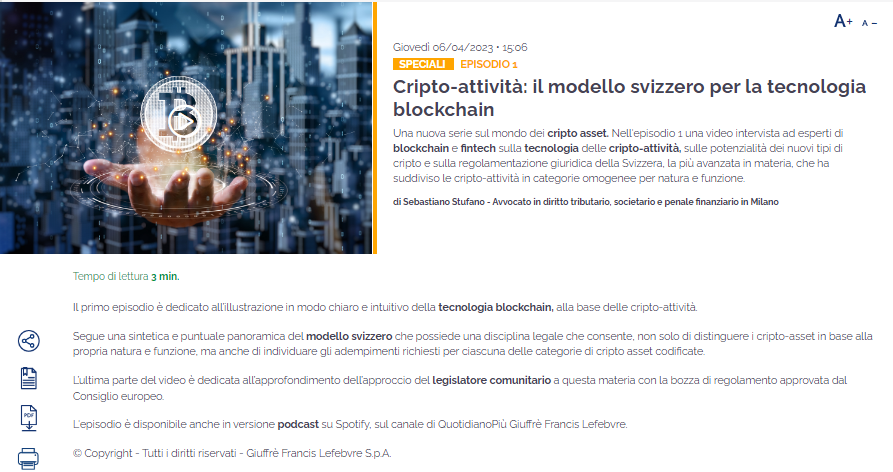 A+ A-
Giovedì 06/04/2023 • 15:06
SPECIALI EPISODIO 1
Cripto-attività: il modello svizzero per la tecnologia
blockchain
Una nuova serie sul mondo dei cripto asset. Nell'episodio 1 una video intervista ad esperti di
blockchain e fintech sulla tecnologia delle cripto-attività, sulle potenzialità dei nuovi tipi di
cripto e sulla regolamentazione giuridica della Svizzera, la più avanzata in materia, che ha
suddiviso le cripto-attività in categorie omogenee per natura e funzione.
di Sebastiano Stufano - Avvocato in diritto tributario, societario e penale finanziario in Milano
Tempo di lettura 3 min.
Il primo episodio è dedicato all'illustrazione in modo chiaro e intuitivo della tecnologia blockchain, alla base delle cripto-attività.
Segue una sintetica e puntuale panoramica del modello svizzero che possiede una disciplina legale che consente, non solo di distinguere i cripto-asset in base alla
propria natura e funzione, ma anche di individuare gli adempimenti richiesti per ciascuna delle categorie di cripto asset codificate.
L'ultima parte del video è dedicata all'approfondimento dell'approccio del legislatore comunitario a questa materia con la bozza di regolamento approvata dal
Consiglio europeo.
L'episodio è disponibile anche in versione podcast su Spotify, sul canale di QuotidianoPiù Giuffrè Francis Lefebvre.
PDF
© Copyright - Tutti i diritti riservati - Giuffrè Francis Lefebvre S.p.A.